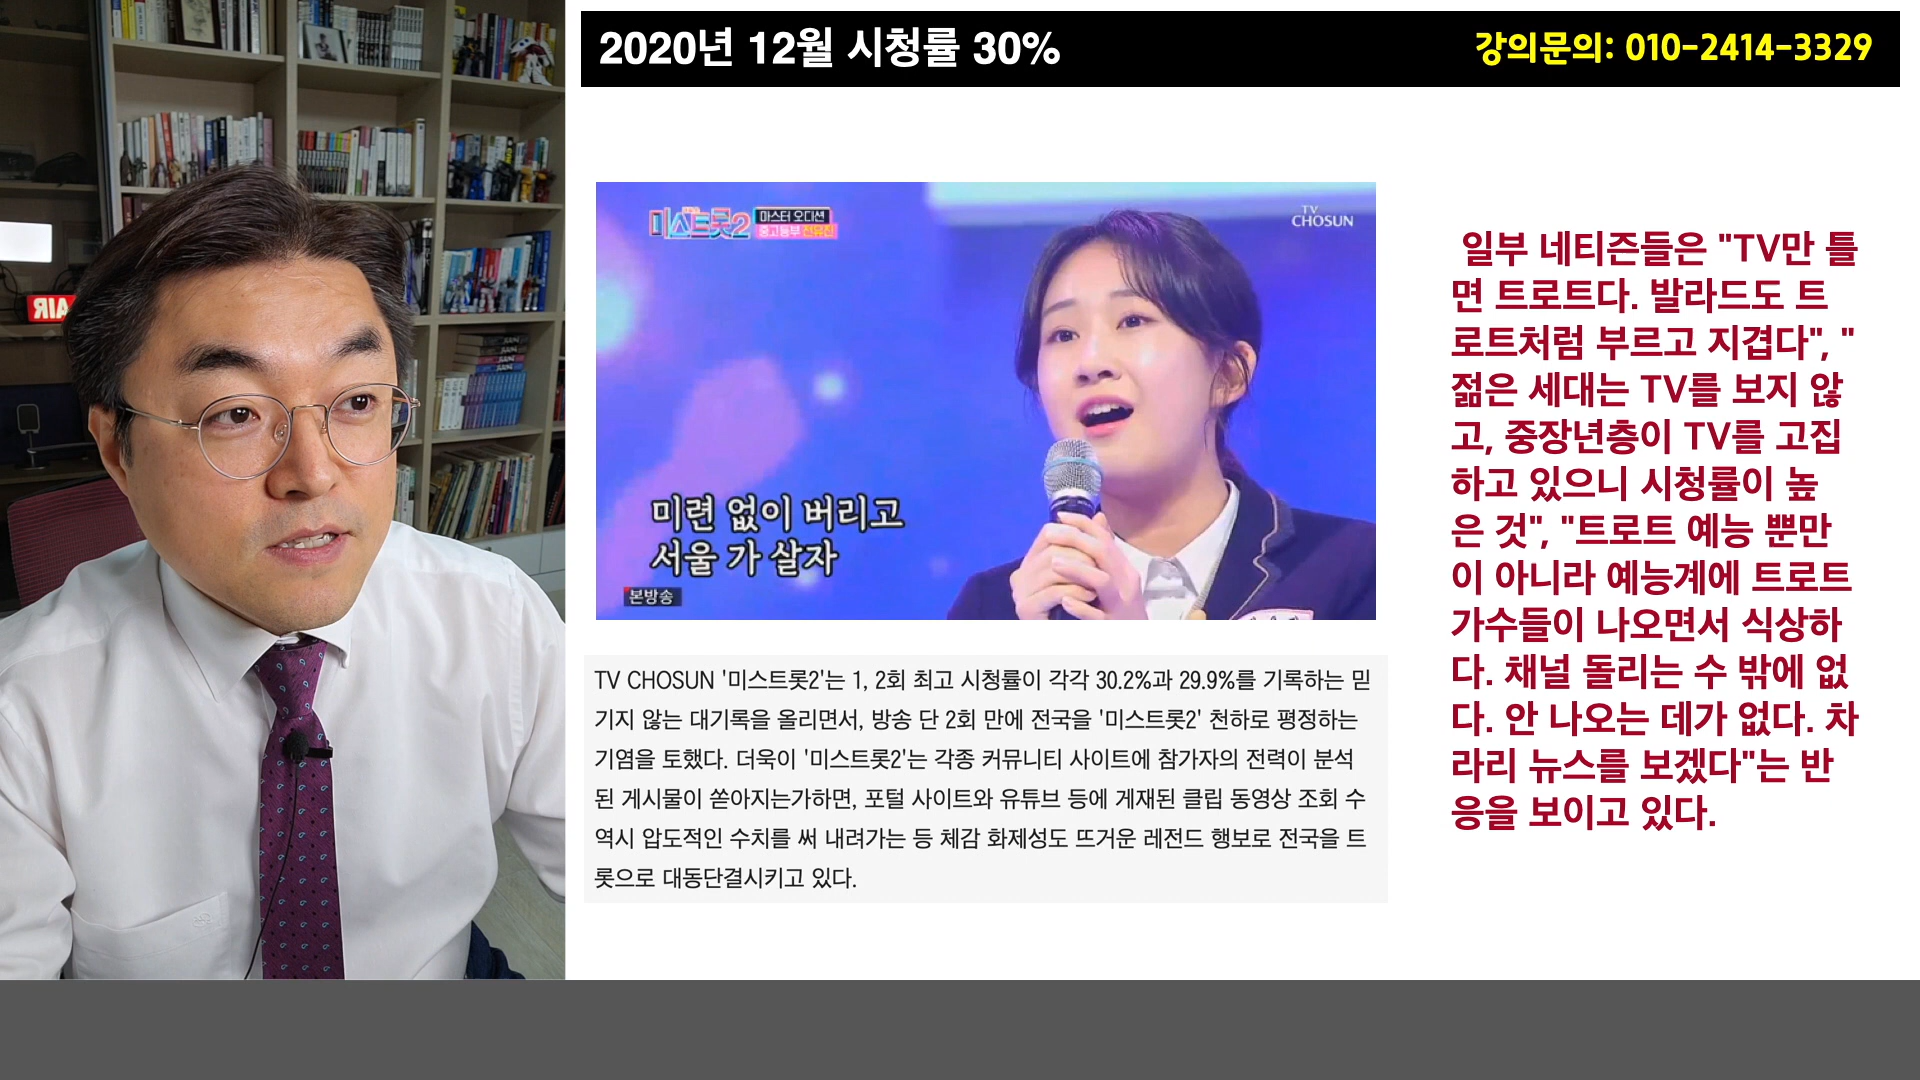 2020년 12월 시청률 30%
강의문의: 010-2414-3329
AIR
미스트롯2
마스터 오디션
중고등부 전유진
TV
CHOSUN
미련 없이 버리고
서울 가 살자
본방송
TV CHOSUN '미스트롯2'는 1, 2회 최고 시청률이 각각 30.2%과 29.9%를 기록하는 믿
기지 않는 대기록을 올리면서, 방송 단 2회 만에 전국을 '미스트롯2' 천하로 평정하는
기염을 토했다. 더욱이 '미스트롯2'는 각종 커뮤니티 사이트에 참가자의 전력이 분석
된 게시물이 쏟아지는가하면, 포털 사이트와 유튜브 등에 게재된 클립 동영상 조회 수
역시 압도적인 수치를 써 내려가는 등 체감 화제성도 뜨거운 레전드 행보로 전국을 트
롯으로 대동단결시키고 있다.
일부 네티즌들은 "TV만 틀
면 트로트다. 발라드도 트
로트처럼 부르고 지겹다", "
젊은 세대는 TV를 보지 않
고, 중장년층이 TV를 고집
하고 있으니 시청률이 높
은 것", "트로트 예능 뿐만
이 아니라 예능계에 트로트
가수들이 나오면서 식상하
다. 채널 돌리는 수 밖에 없
다. 안 나오는 데가 없다. 차
라리 뉴스를 보겠다"는 반
응을 보이고 있다.